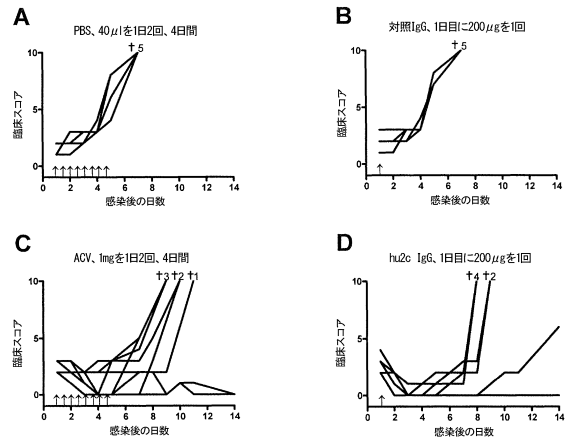 A
PBS、40μlを1日2回、4日間
†5
10
5
0
臨床スコア
0 2 4 6 8 10 12 14
感染後の日数
B
対照IgG、1日目に200μgを1回
†5
10
5
0
臨床スコア
0 2 4 6 8 10 12 14
感染後の日数
C
ACV、1mgを1日2回、4日間
†3 †2 †1
10
5
0
臨床スコア
0 2 4 6 8 10 12 14
感染後の日数
D
hu2c IgG、1日目に200μgを1回
†4 †2
10
5
0
臨床スコア
0 2 4 6 8 10 12 14
感染後の日数